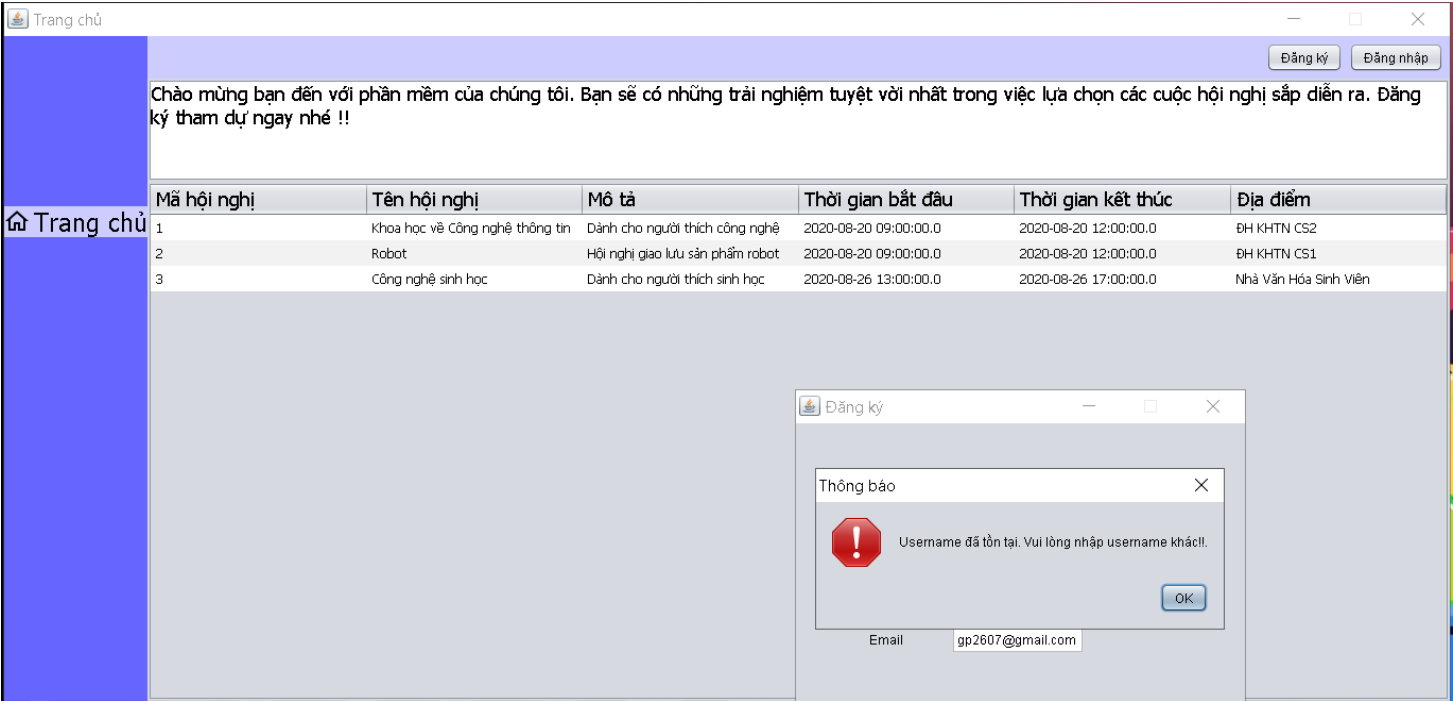 Trang chủ
Đăng ký Đăng nhập
Chào mừng bạn đến với phần mềm của chúng tôi. Bạn sẽ có những trải nghiệm tuyệt vời nhất trong việc lựa chọn các cuộc hội nghị sắp diễn ra. Đăng
ký tham dự ngay nhé !!
Trang chủ
Mã hội nghị Tên hội nghị Mô tả Thời gian bắt đâu Thời gian kết thúc Địa điểm
1 Khoa học về Công nghệ thông tin Dành cho người thích công nghệ 2020-08-20 09:00:00.0 2020-08-20 12:00:00.0 ĐH KHTN CS2
2 Robot Hội nghị giao lưu sản phẩm robot 2020-08-20 09:00:00.0 2020-08-20 12:00:00.0 ĐH KHTN CS1
3 Công nghệ sinh học Dành cho người thích sinh học 2020-08-26 13:00:00.0 2020-08-26 17:00:00.0 Nhà Văn Hóa Sinh Viên
Đăng ký
Thông báo
Username đã tồn tại. Vui lòng nhập username khác!!.
OK
Email gp2607@gmail.com